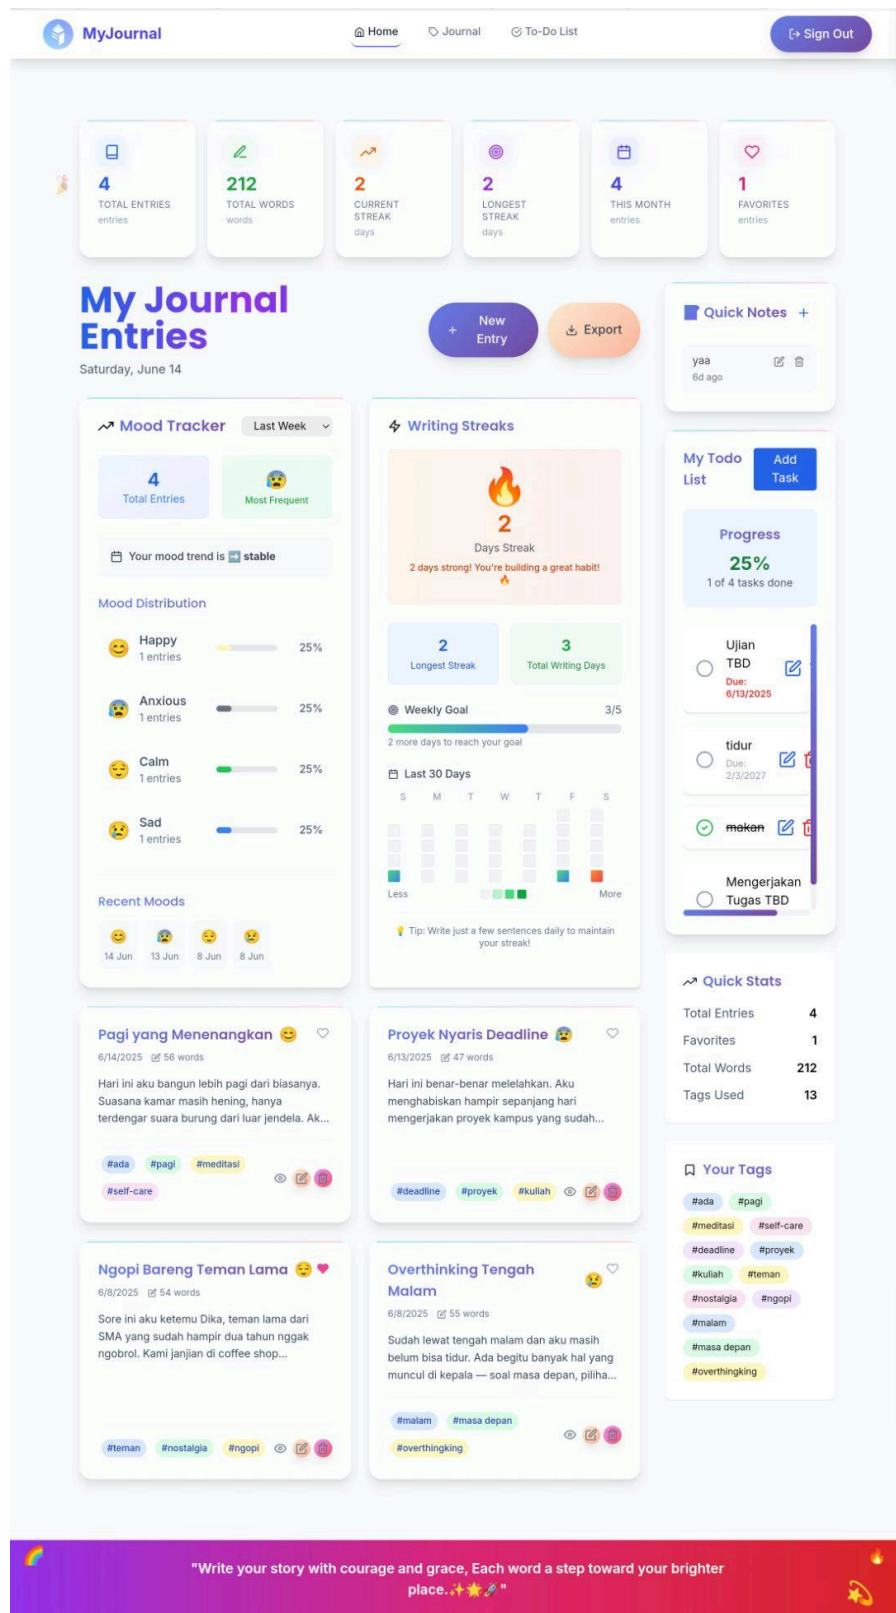 MyJournal
Home
Journal
To-Do List
Sign Out
4
TOTAL ENTRIES
entries
212
TOTAL WORDS
words
2
CURRENT
STREAK
days
2
LONGEST
STREAK
days
4
THIS MONTH
entries
1
FAVORITES
entries
My Journal
Entries
Saturday, June 14
+ New
Entry
Export
Mood Tracker
Last Week
4
Total Entries
😰
Most Frequent
Your mood trend is ➡️ stable
Mood Distribution
😊 Happy 25%
1 entries
😰 Anxious 25%
1 entries
😌 Calm 25%
1 entries
😢 Sad 25%
1 entries
Recent Moods
😊 😰 😌 😢
14 Jun 13 Jun 8 Jun 8 Jun
Writing Streaks
🔥
2
Days Streak
2 days strong! You're building a great habit!
🔥
2
Longest Streak
3
Total Writing Days
Weekly Goal 3/5
2 more days to reach your goal
Last 30 Days
S M T W T F S
Less More
💡 Tip: Write just a few sentences daily to maintain
your streak!
Quick Notes +
yaa
6d ago
My Todo
List
Add
Task
Progress
25%
1 of 4 tasks done
Ujian
TBD
Due:
6/13/2025
tidur
Due:
2/3/2027
makan
Mengerjakan
Tugas TBD
Quick Stats
Total Entries 4
Favorites 1
Total Words 212
Tags Used 13
Your Tags
#ada #pagi
#meditasi #self-care
#deadline #proyek
#kuliah #teman
#nostalgia #ngopi
#malam
#masa depan
#overthingking
Pagi yang Menenangkan 😊
6/14/2025 56 words
Hari ini aku bangun lebih pagi dari biasanya.
Suasana kamar masih hening, hanya
terdengar suara burung dari luar jendela. Ak...
#ada #pagi #meditasi
#self-care
Proyek Nyaris Deadline 😰
6/13/2025 47 words
Hari ini benar-benar melelahkan. Aku
menghabiskan hampir sepanjang hari
mengerjakan proyek kampus yang sudah...
#deadline #proyek #kuliah
Ngopi Bareng Teman Lama 😌
6/8/2025 54 words
Sore ini aku ketemu Dika, teman lama dari
SMA yang sudah hampir dua tahun nggak
ngobrol. Kami janjian di coffee shop...
#teman #nostalgia #ngopi
Overthinking Tengah
Malam 😢
6/8/2025 55 words
Sudah lewat tengah malam dan aku masih
belum bisa tidur. Ada begitu banyak hal yang
muncul di kepala — soal masa depan, piliha...
#malam #masa depan
#overthingking
"Write your story with courage and grace, Each word a step toward your brighter
place.✨🌟🚀"